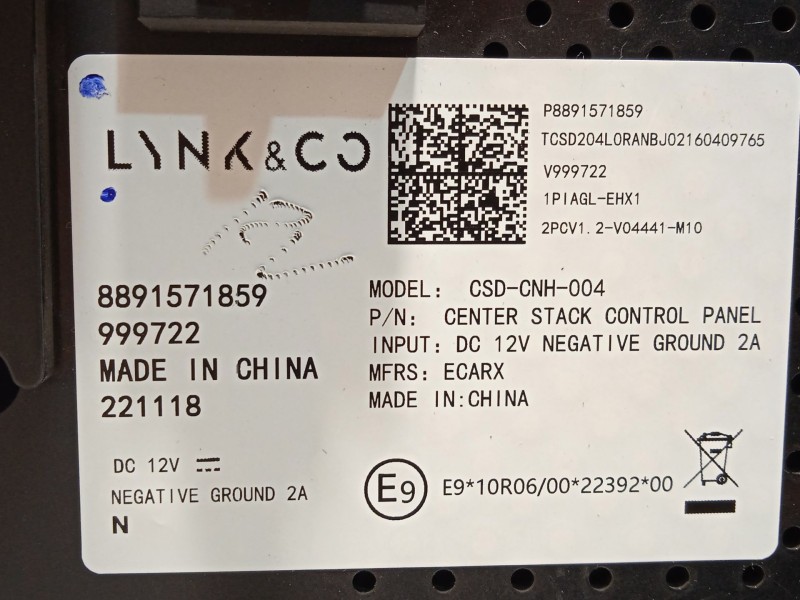 LYNK & CO
P8891571859
TCSD204L0RANBJ02160409765
V999722
1PIAGL-EHX1
2PCV1.2-V04441-M10
8891571859
999722
MADE IN CHINA
221118
MODEL: CSD-CNH-004
P/N: CENTER STACK CONTROL PANEL
INPUT: DC 12V NEGATIVE GROUND 2A
MFRS: ECARX
MADE IN:CHINA
DC 12V
NEGATIVE GROUND 2A
N
E9
E9*10R06/00*22392*00